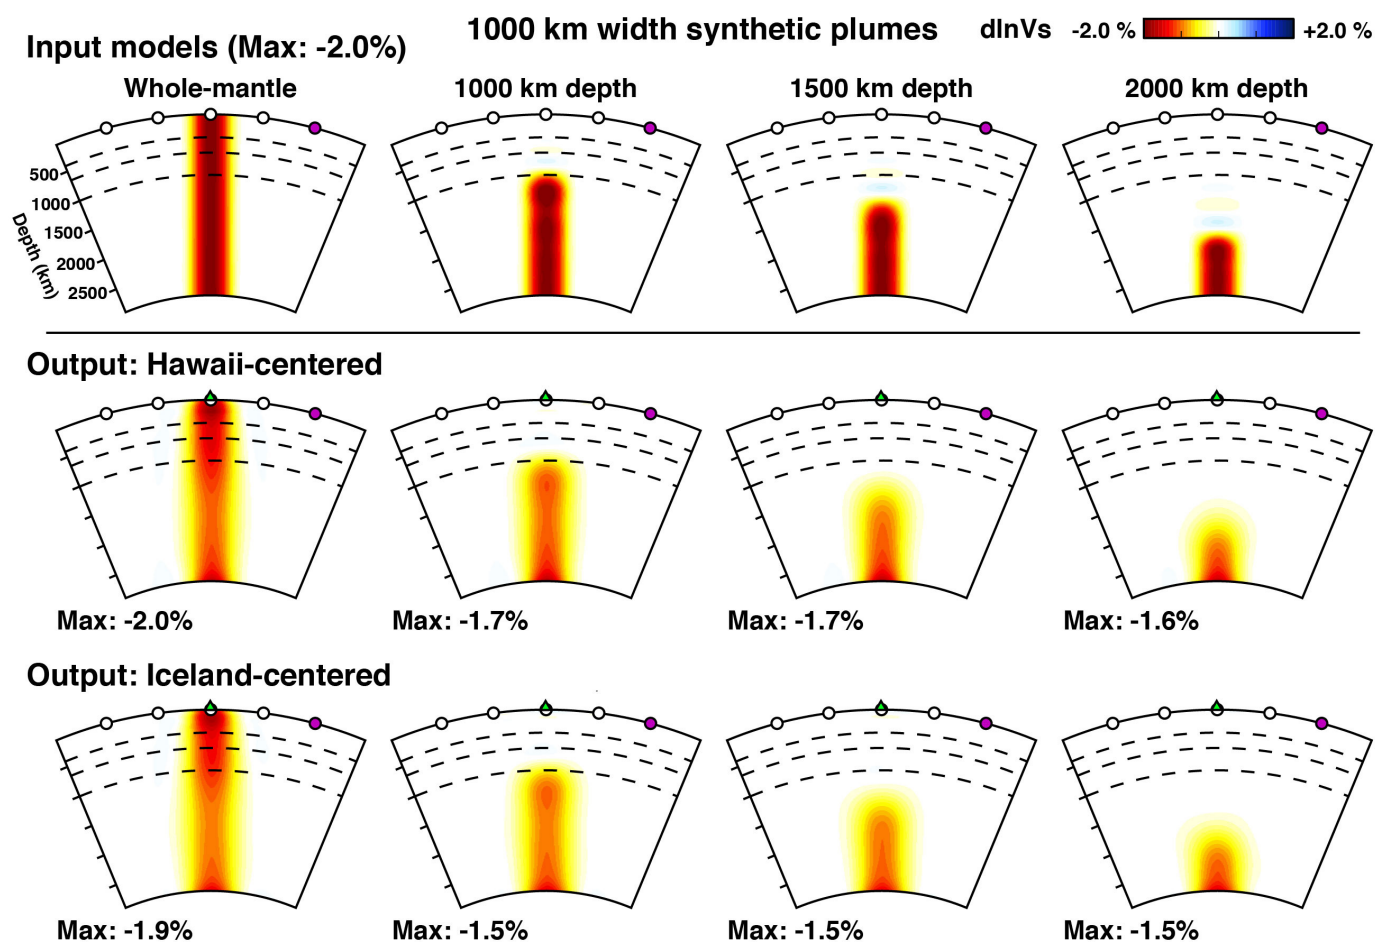 1000 km width synthetic plumes
dlnVs -2.0 % +2.0 %
Input models (Max: -2.0%)
Whole-mantle 1000 km depth 1500 km depth 2000 km depth
500
1000
1500
2000
2500
Depth (km)
Output: Hawaii-centered
Max: -2.0% Max: -1.7% Max: -1.7% Max: -1.6%
Output: Iceland-centered
Max: -1.9% Max: -1.5% Max: -1.5% Max: -1.5%